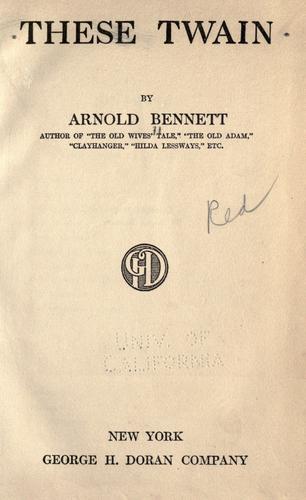 THESE TWAIN
BY
ARNOLD BENNETT
AUTHOR OF "THE OLD WIVES' TALE," "THE OLD ADAM,"
"CLAYHANGER," "HILDA LESSWAYS," ETC.
Red
GHD
UNIV. OF
CALIFORNIA
NEW YORK
GEORGE H. DORAN COMPANY